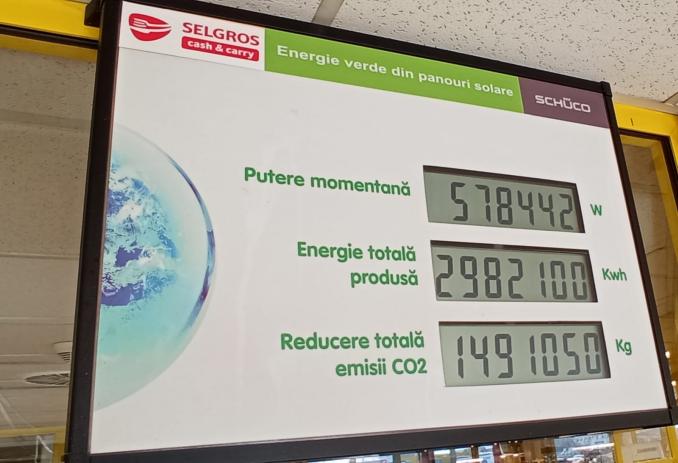 SELGROS
cash & carry
Energie verde din panouri solare
SCHÜCO
Putere momentană
578442 W
Energie totală
produsă
2982100 Kwh
Reducere totală
emisii CO2
1491050 Kg